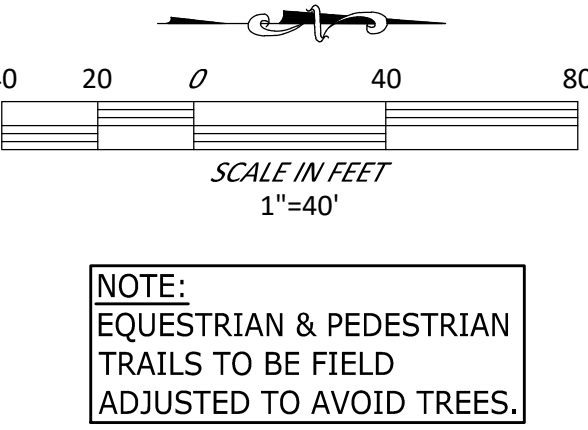 40 20 0 40 80
SCALE IN FEET
1"=40'
NOTE:
EQUESTRIAN & PEDESTRIAN
TRAILS TO BE FIELD
ADJUSTED TO AVOID TREES.